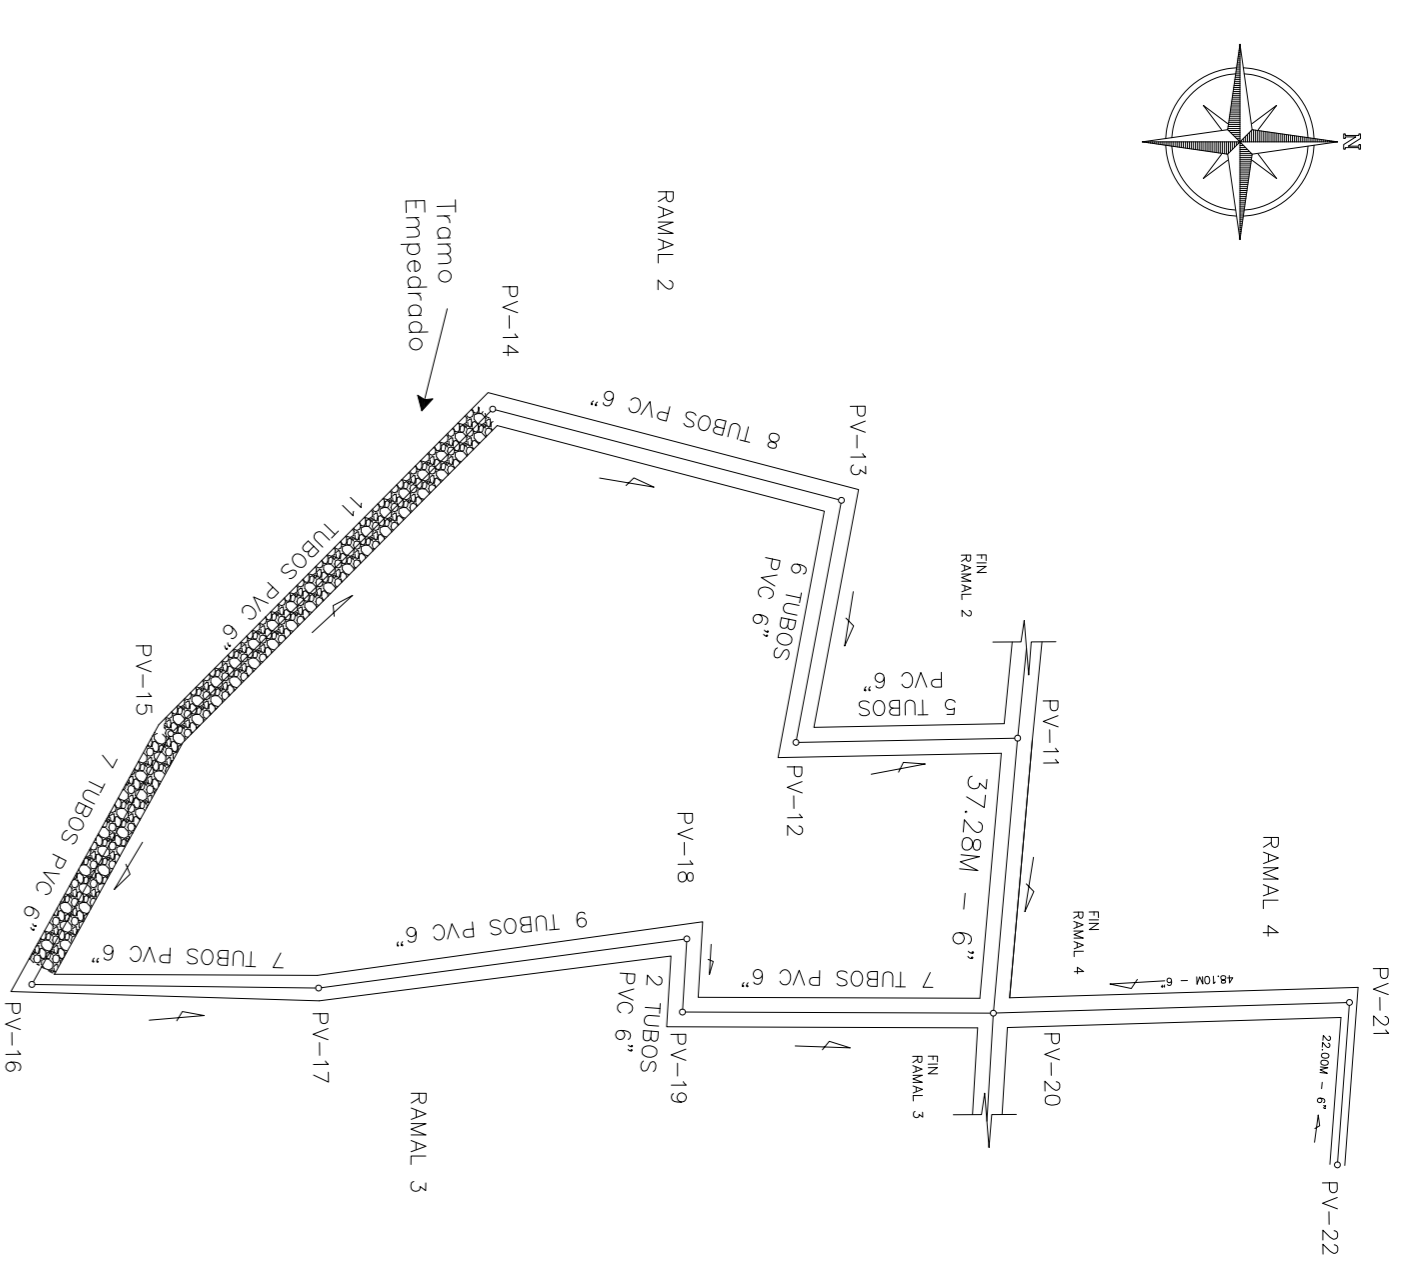 N
RAMAL 2
Tramo
Empedrado
PV-14
8 TUBOS PVC 6"
PV-13
11 TUBOS PVC 6"
6 TUBOS
PVC 6"
FIN
RAMAL 2
5 TUBOS
PVC 6"
PV-11
PV-12
37.28M - 6"
PV-15
7 TUBOS PVC 6"
PV-18
RAMAL 4
FIN
RAMAL 4
9 TUBOS PVC 6"
7 TUBOS PVC 6"
7 TUBOS PVC 6"
48.10M - 6"
PV-21
PV-16
PV-17
2 TUBOS
PVC 6"
PV-19
PV-20
22.00M - 6"
FIN
RAMAL 3
RAMAL 3
PV-22